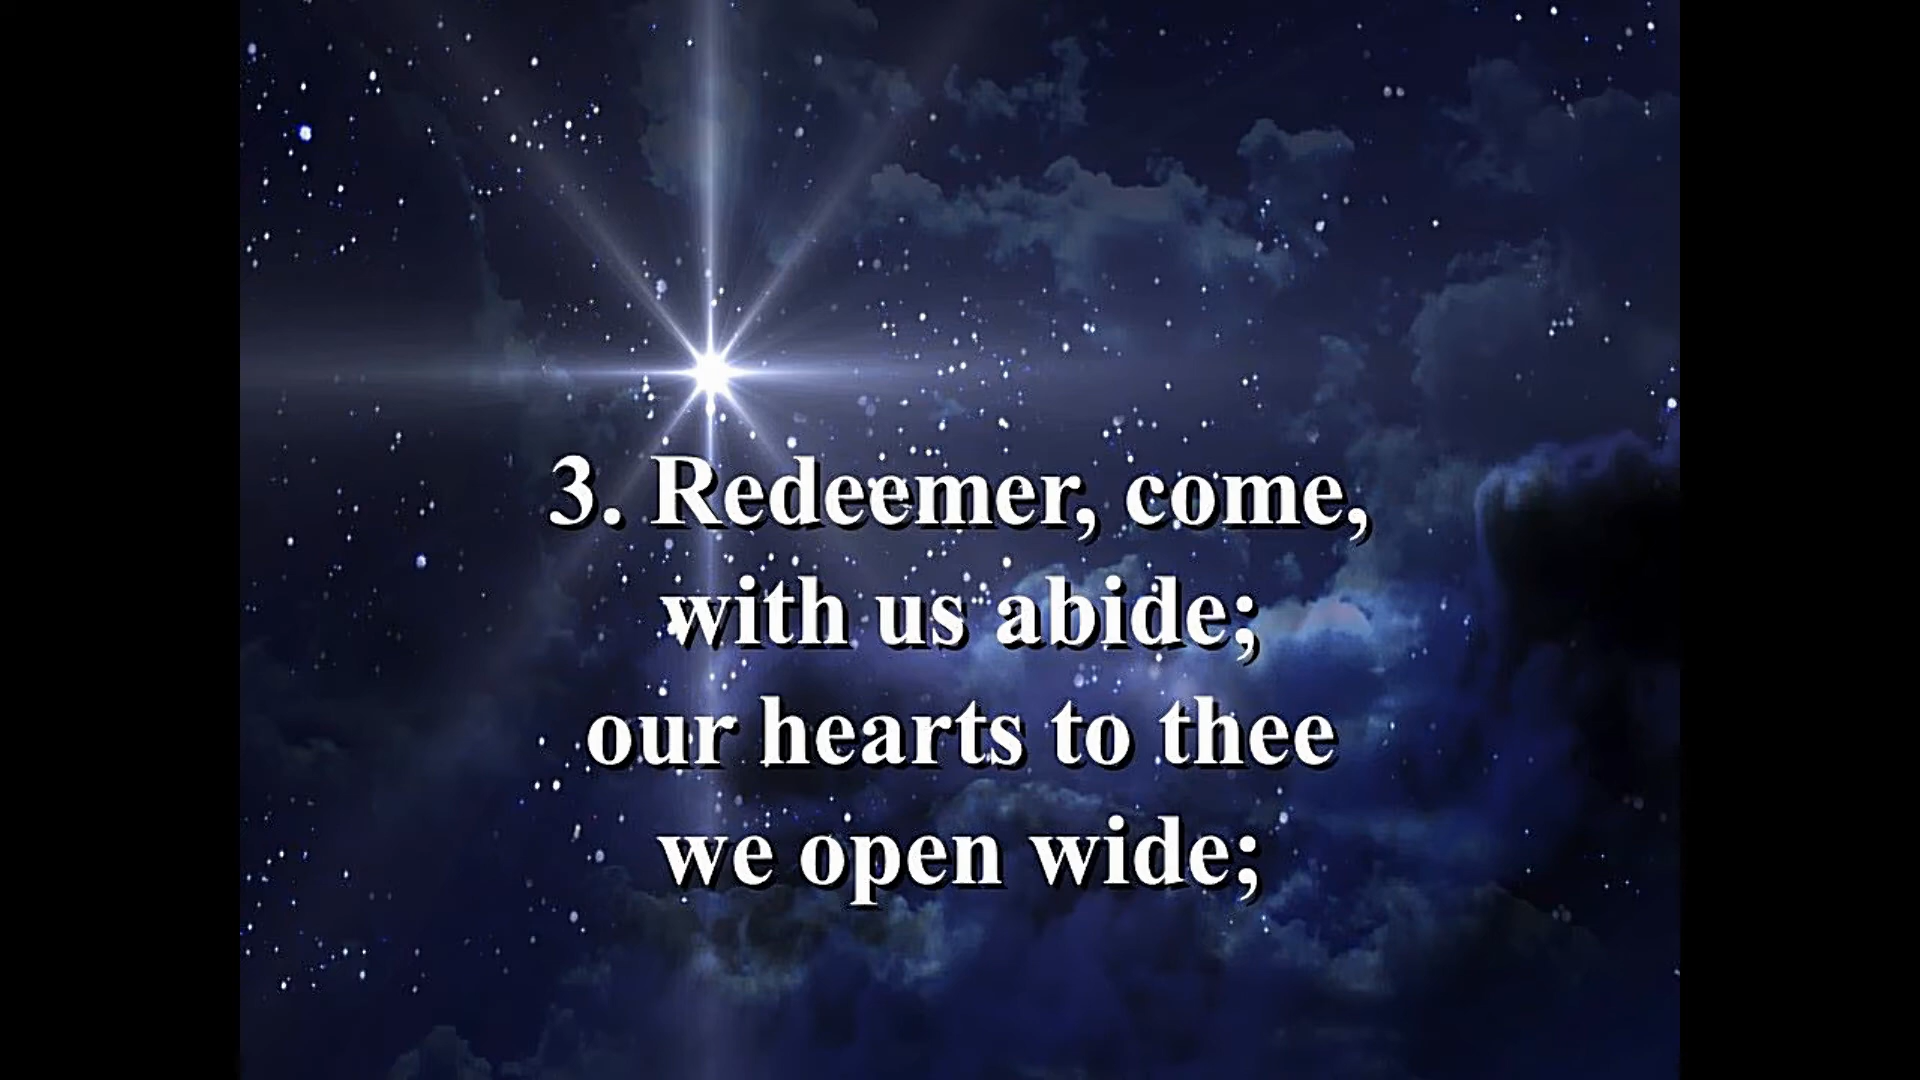 3. Redeemer, come,
with us abide;
our hearts to thee
we open wide;